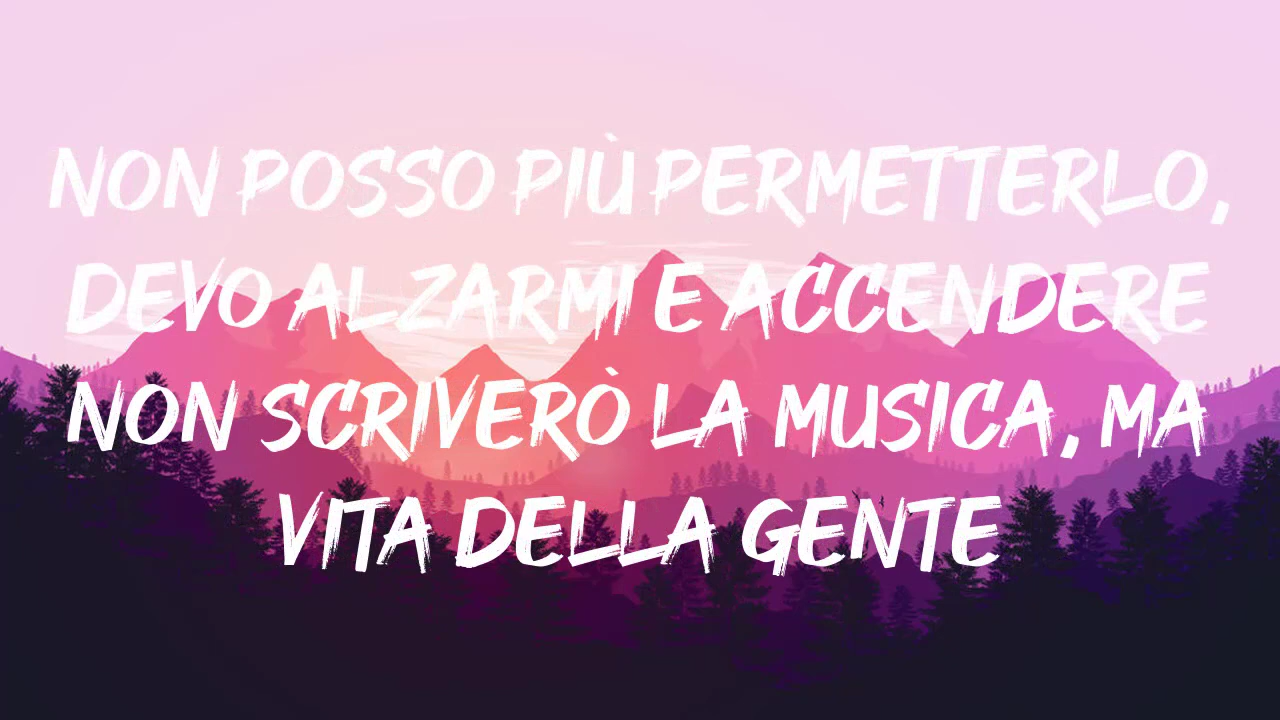 NON POSSO PIÙ PERMETTERLO,
DEVO ALZARMI E ACCENDERE
NON SCRIVERÒ LA MUSICA, MA
VITA DELLA GENTE